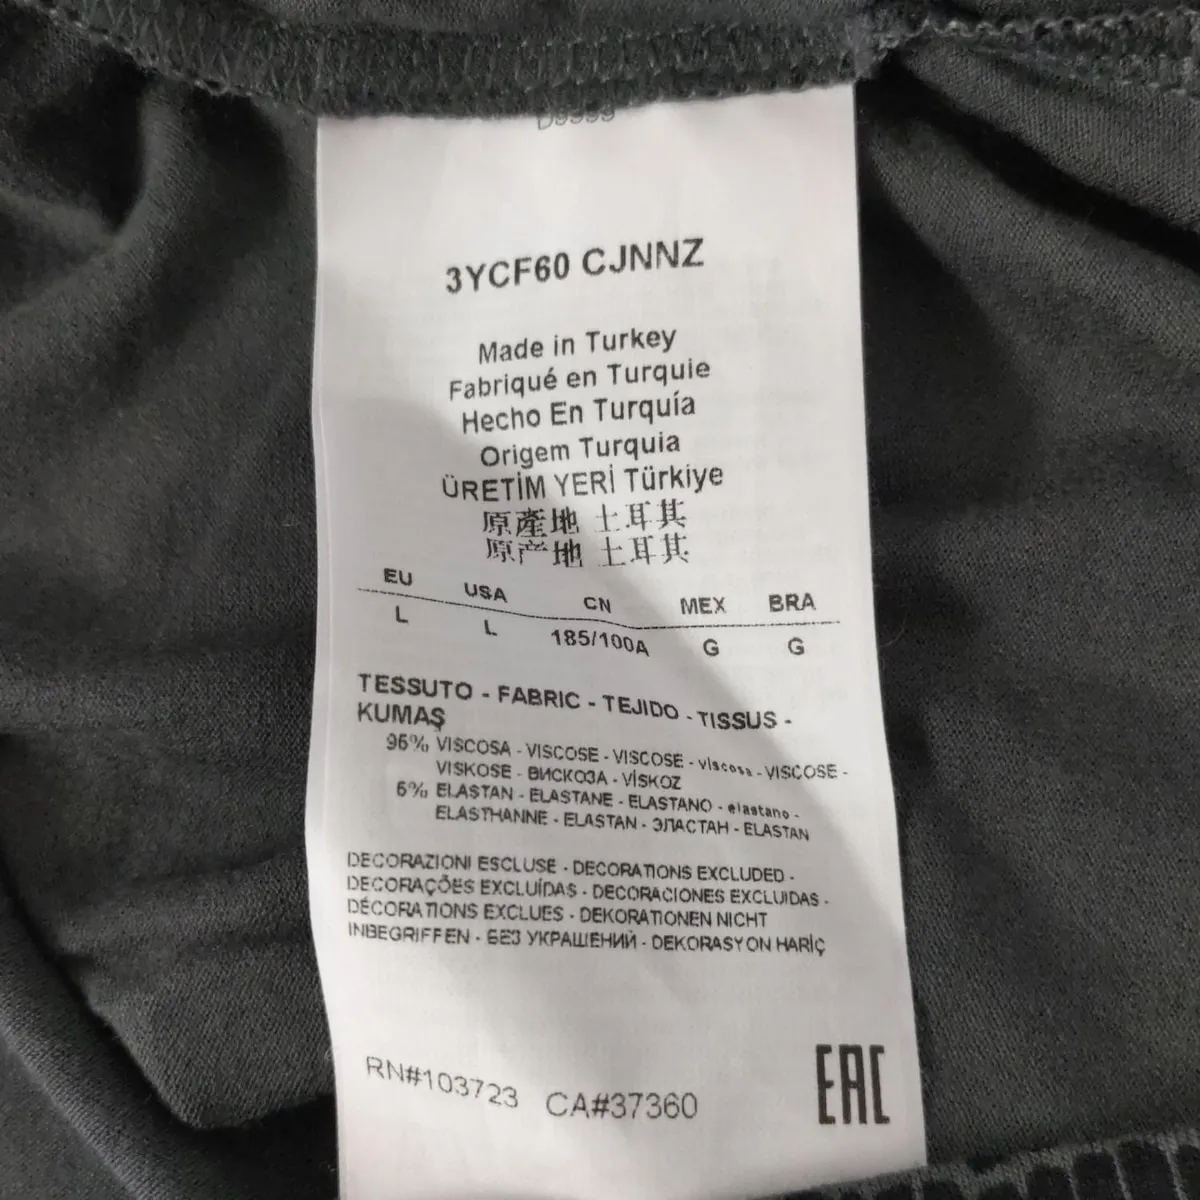 D9999
3YCF60 CJNNZ
Made in Turkey
Fabriqué en Turquie
Hecho En Turquía
Origem Turquia
ÜRETİM YERİ Türkiye
原產地 土耳其
原产地 土耳其
EU USA CN MEX BRA
L L 185/100A G G
TESSUTO - FABRIC - TEJIDO - TISSUS -
KUMAŞ
95% VISCOSA - VISCOSE - VISCOSE - viscosa - VISCOSE -
VISKOSE - ВИСКОЗА - VİSKOZ
5% ELASTAN - ELASTANE - ELASTANO - elastano -
ELASTHANNE - ELASTAN - ЭЛАСТАН - ELASTAN
DECORAZIONI ESCLUSE - DECORATIONS EXCLUDED -
DECORAÇÕES EXCLUÍDAS - DECORACIONES EXCLUIDAS -
DÉCORATIONS EXCLUES - DEKORATIONEN NICHT
INBEGRIFFEN - БЕЗ УКРАШЕНИЙ - DEKORASYON HARİÇ
RN#103723 CA#37360
EAC